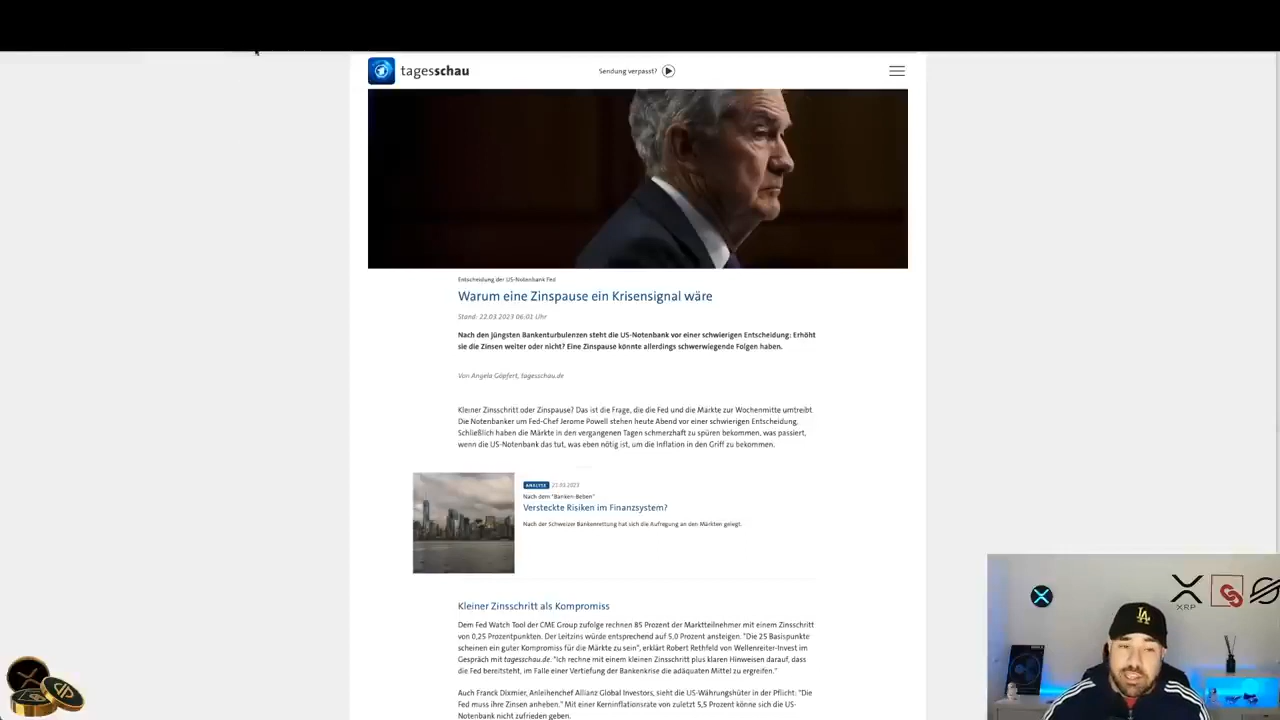 tagesschau
Sendung verpasst?
Entscheidung der US-Notenbank Fed
Warum eine Zinspause ein Krisensignal wäre
Stand: 22.03.2023 06:01 Uhr
Nach den jüngsten Bankenturbulenzen steht die US-Notenbank vor einer schwierigen Entscheidung: Erhöht
sie die Zinsen weiter oder nicht? Eine Zinspause könnte allerdings schwerwiegende Folgen haben.
Von Angela Göpfert, tagesschau.de
Kleiner Zinsschritt oder Zinspause? Das ist die Frage, die die Fed und die Märkte zur Wochenmitte umtreibt.
Die Notenbanker um Fed-Chef Jerome Powell stehen heute Abend vor einer schwierigen Entscheidung.
Schließlich haben die Märkte in den vergangenen Tagen schmerzhaft zu spüren bekommen, was passiert,
wenn die US-Notenbank das tut, was eben nötig ist, um die Inflation in den Griff zu bekommen.
ANALYSE 21.03.2023
Nach dem "Banken-Beben"
Versteckte Risiken im Finanzsystem?
Nach der Schweizer Bankenrettung hat sich die Aufregung an den Märkten gelegt.
Kleiner Zinsschritt als Kompromiss
Dem Fed Watch Tool der CME Group zufolge rechnen 85 Prozent der Marktteilnehmer mit einem Zinsschritt
von 0,25 Prozentpunkten. Der Leitzins würde entsprechend auf 5,0 Prozent ansteigen. "Die 25 Basispunkte
scheinen ein guter Kompromiss für die Märkte zu sein", erklärt Robert Rethfeld von Wellenreiter-Invest im
Gespräch mit tagesschau.de. "Ich rechne mit einem kleinen Zinsschritt plus klaren Hinweisen darauf, dass
die Fed bereitsteht, im Falle einer Vertiefung der Bankenkrise die adäquaten Mittel zu ergreifen."
Auch Franck Dixmier, Anleihenchef Allianz Global Investors, sieht die US-Währungshüter in der Pflicht: "Die
Fed muss ihre Zinsen anheben." Mit einer Kerninflationsrate von zuletzt 5,5 Prozent könne sich die US-
Notenbank nicht zufrieden geben.
XRP
LA